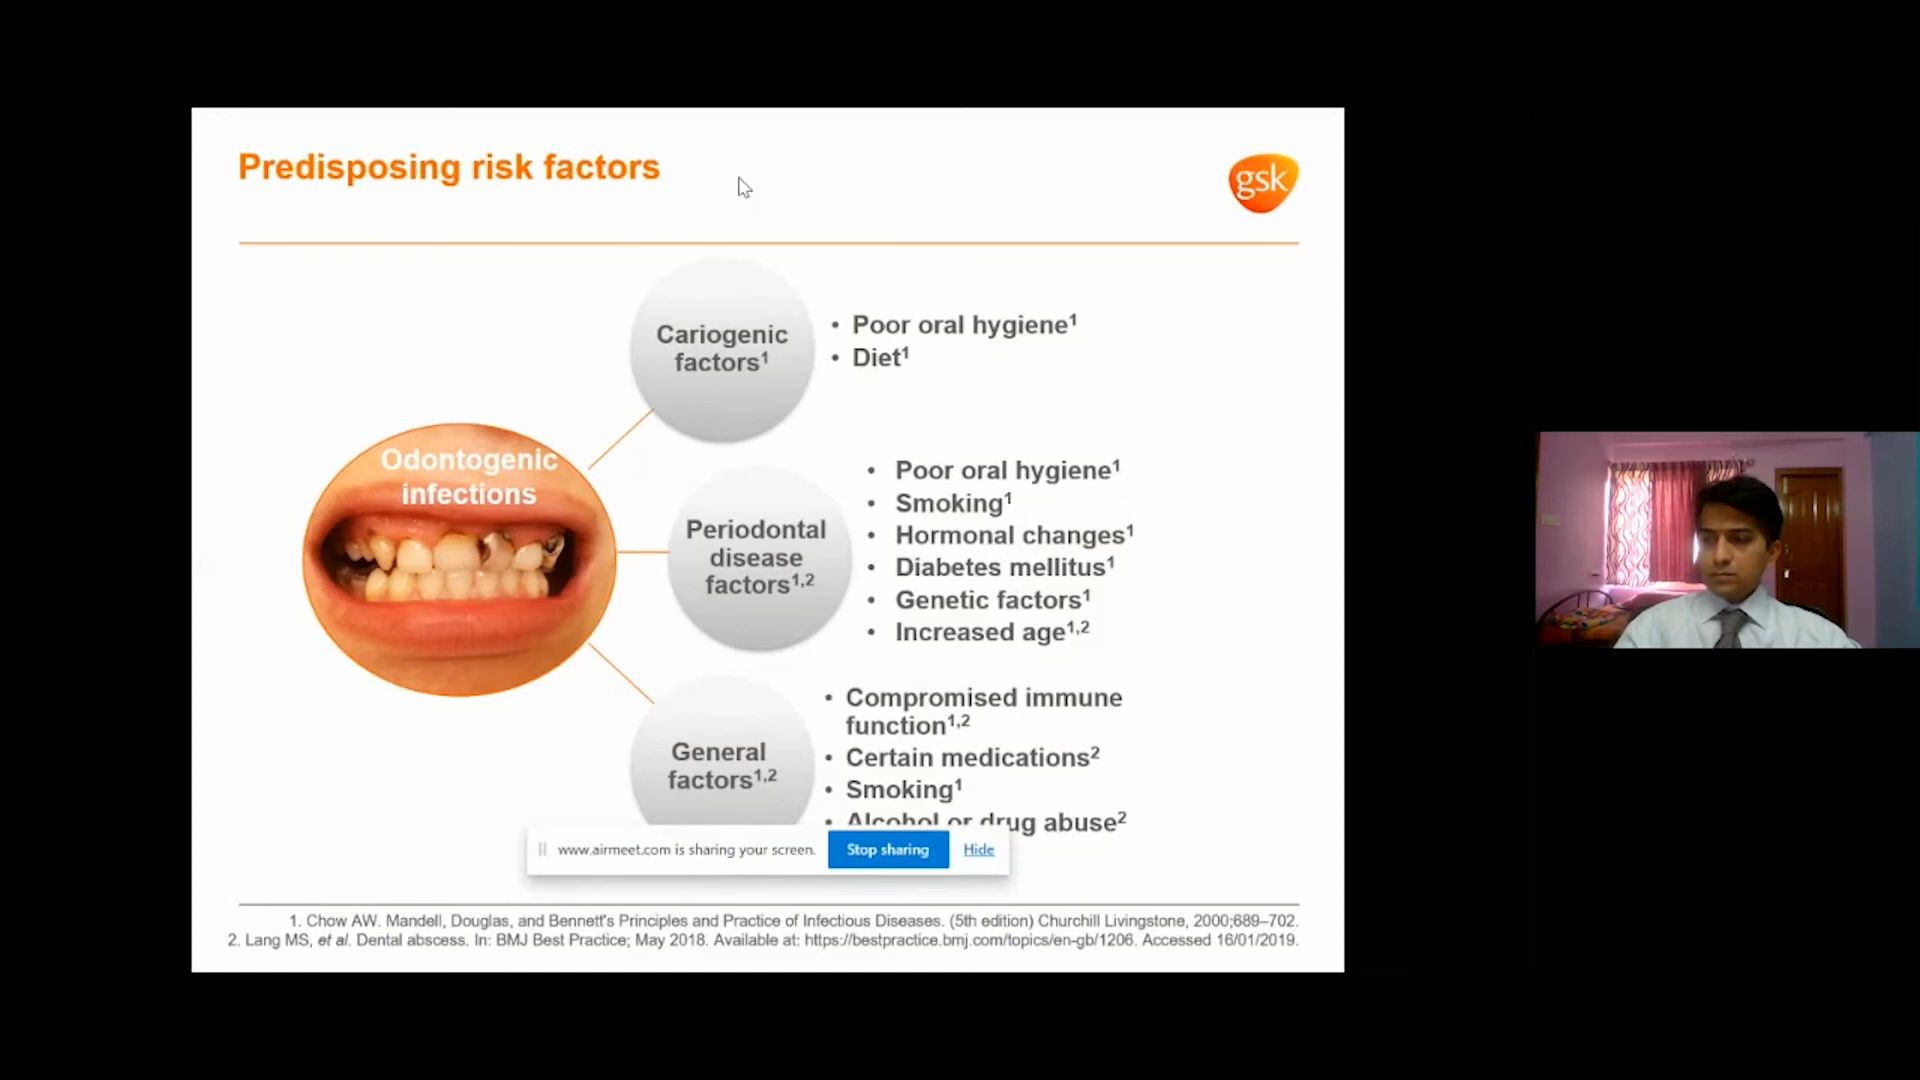 Predisposing risk factors
gsk
Cariogenic
factors¹
• Poor oral hygiene¹
• Diet¹
Odontogenic
infections
Periodontal
disease
factors¹,²
• Poor oral hygiene¹
• Smoking¹
• Hormonal changes¹
• Diabetes mellitus¹
• Genetic factors¹
• Increased age¹,²
General
factors¹,²
• Compromised immune
function¹,²
• Certain medications²
• Smoking¹
• Alcohol or drug abuse²
www.airmeet.com is sharing your screen.
Stop sharing
Hide
1. Chow AW. Mandell, Douglas, and Bennett's Principles and Practice of Infectious Diseases. (5th edition) Churchill Livingstone, 2000;689–702.
2. Lang MS, et al. Dental abscess. In: BMJ Best Practice; May 2018. Available at: https://bestpractice.bmj.com/topics/en-gb/1206. Accessed 16/01/2019.